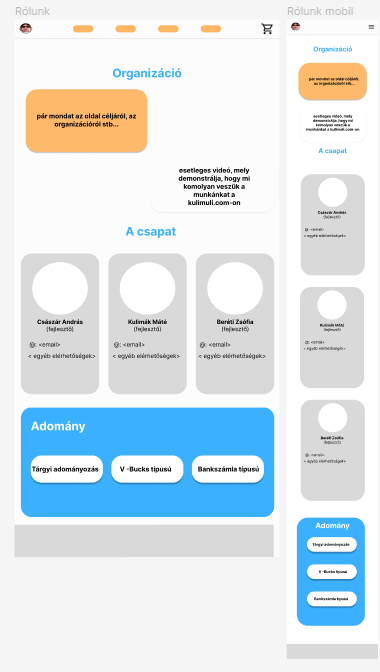 Rólunk
Organizáció
pár mondat az oldal céljáról, az
organizációról stb...
esetleges videó, mely
demonstrálja, hogy mi
komolyan veszük a
munkánkat a
kulimuli.com-on
A csapat
Császár András
(fejlesztő)
@: <email>
< egyéb elérhetőségek>
Kulimák Máté
(fejlesztő)
@: <email>
< egyéb elérhetőségek>
Beréti Zsófia
(fejlesztő)
@: <email>
< egyéb elérhetőségek>
Adomány
Tárgyi adományozás
V -Bucks típusú
Bankszámla típusú
Rólunk mobil
Organizáció
pár mondat az oldal céljáról,
az organizációról stb...
esetleges videó, mely
demonstrálja, hogy mi
komolyan veszük a
munkánkat a kulimuli.com-on
A csapat
Császár András
(fejlesztő)
@: <email>
< egyéb elérhetőségek>
Kulimák Máté
(fejlesztő)
@: <email>
< egyéb elérhetőségek>
Beréti Zsófia
(fejlesztő)
@: <email>
< egyéb elérhetőségek>
Adomány
Tárgyi adományozás
V -Bucks típusú
Bankszámla típusú